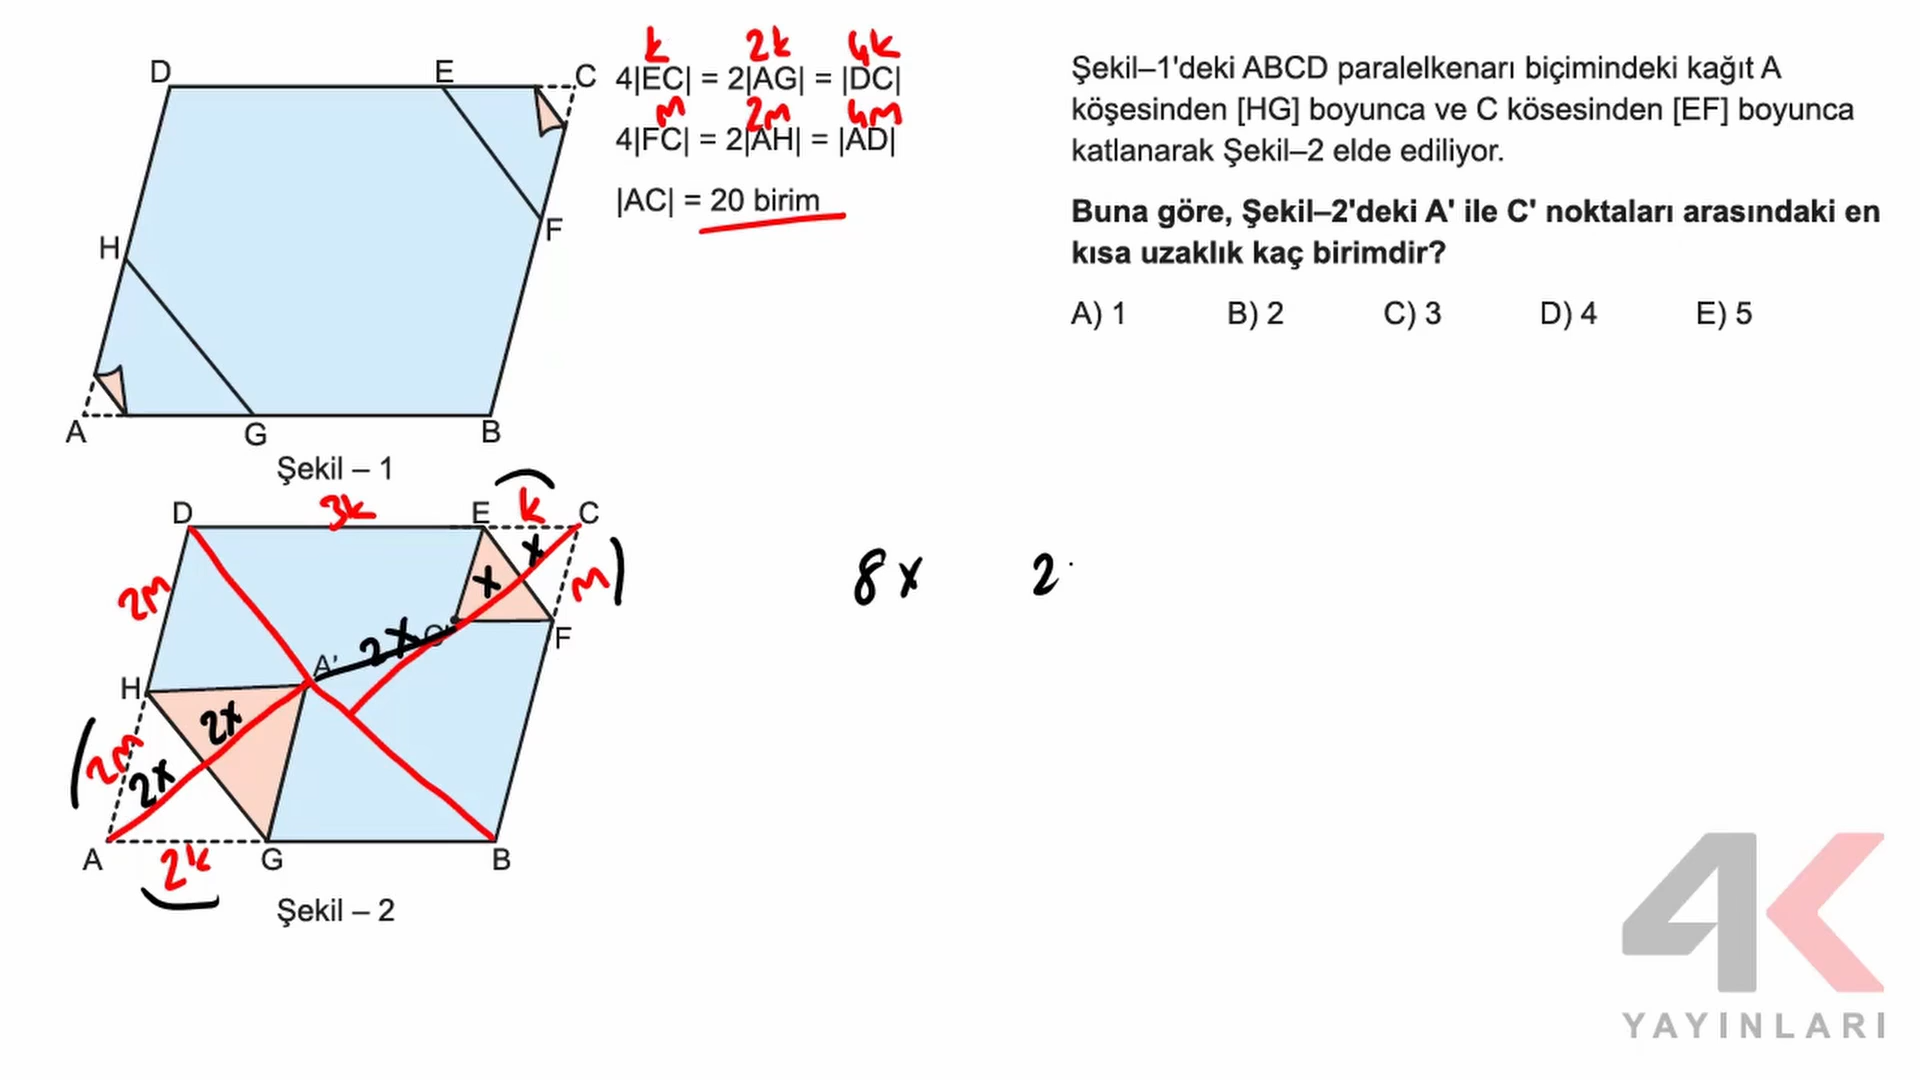 D E C
H F
A G B
Şekil – 1
k 2k 4k
4|EC| = 2|AG| = |DC|
m 2m 4m
4|FC| = 2|AH| = |AD|
|AC| = 20 birim
Şekil–1'deki ABCD paralelkenarı biçimindeki kağıt A
köşesinden [HG] boyunca ve C kösesinden [EF] boyunca
katlanarak Şekil–2 elde ediliyor.
Buna göre, Şekil–2'deki A' ile C' noktaları arasındaki en
kısa uzaklık kaç birimdir?
A) 1 B) 2 C) 3 D) 4 E) 5
D 3k E k C
2m x x m
2x C' F
H A'
2m 2x 2x
A 2k G B
Şekil – 2
8x 2
4K
YAYINLARI